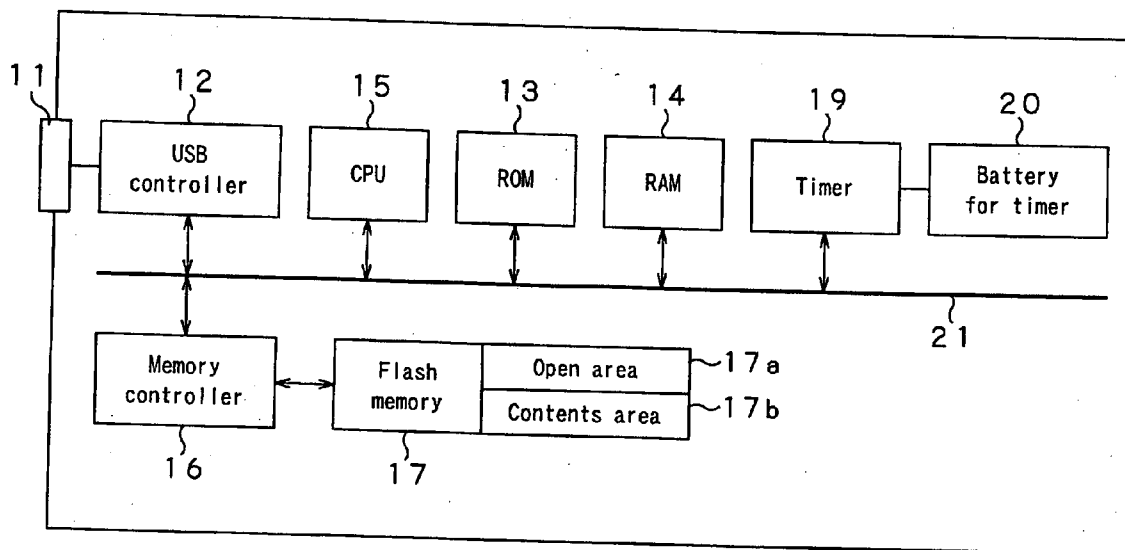 11
12
15
13
14
19
20
USB
controller
CPU
ROM
RAM
Timer
Battery
for timer
21
Memory
controller
Flash
memory
Open area
Contents area
17a
17b
16
17